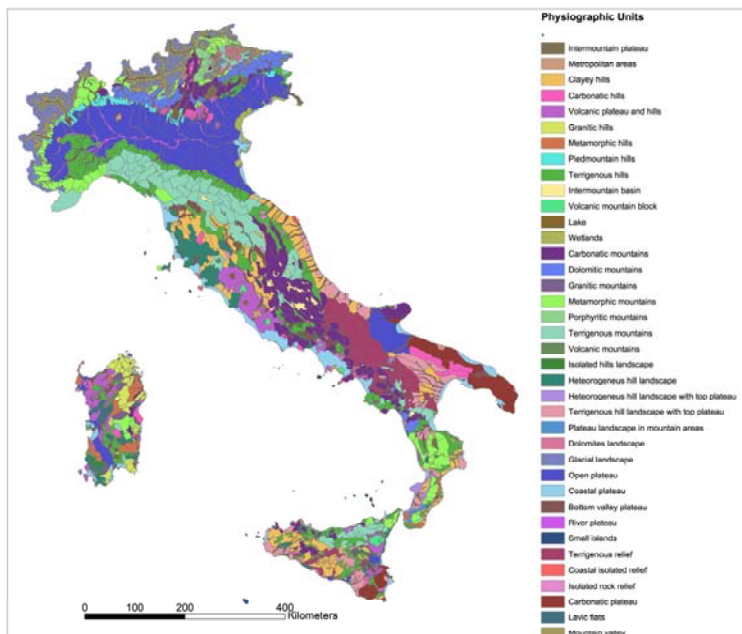 Physiographic Units
Intermountain plateau
Metropolitan areas
Clayey hills
Carbonatic hills
Volcanic plateau and hills
Granitic hills
Metamorphic hills
Piedmountain hills
Terrigenous hills
Intermountain basin
Volcanic mountain block
Lake
Wetlands
Carbonatic mountains
Dolomitic mountains
Granitic mountains
Metamorphic mountains
Porphyritic mountains
Terrigenous mountains
Volcanic mountains
Isolated hills landscape
Heterogeneus hill landscape
Heterogeneus hill landscape with top plateau
Terrigenous hill landscape with top plateau
Plateau landscape in mountain areas
Dolomites landscape
Glacial landscape
Open plateau
Coastal plateau
Bottom valley plateau
River plateau
Small islands
Terrigenous relief
Coastal isolated relief
Isolated rock relief
Carbonatic plateau
Lavic flats
Mountain valley
0 100 200 400
Kilometers